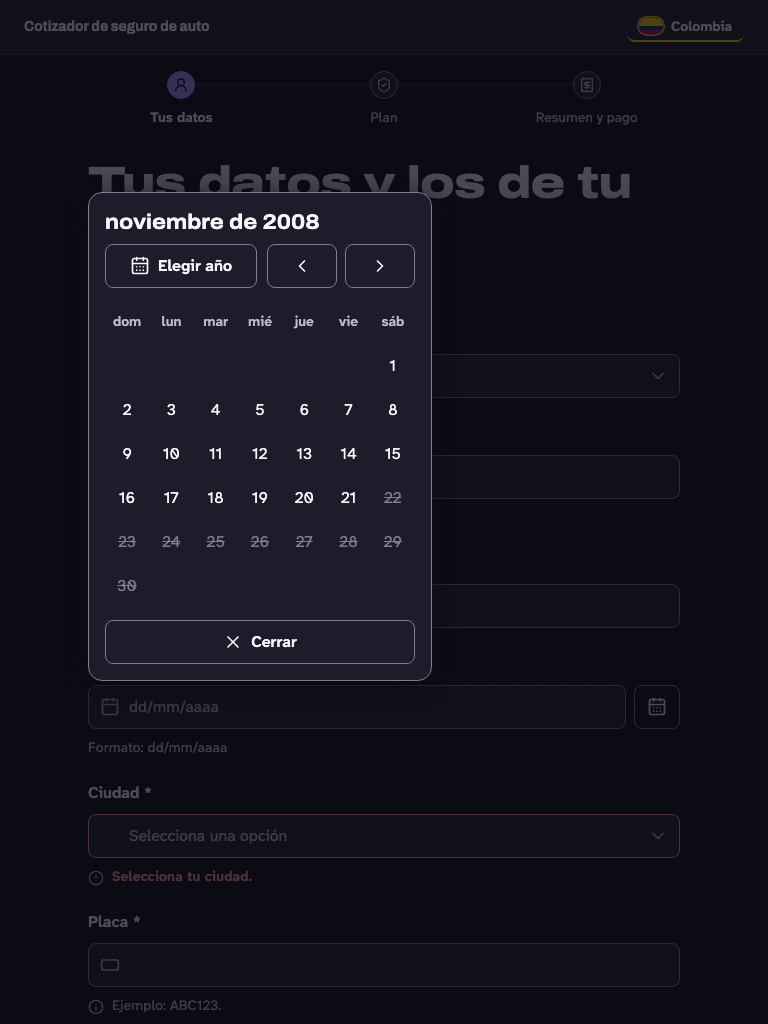 Cotizador de seguro de auto
Colombia
Tus datos
Plan
Resumen y pago
Tus datos y los de tu
noviembre de 2008
Elegir año
dom lun mar mié jue vie sáb
1
2 3 4 5 6 7 8
9 10 11 12 13 14 15
16 17 18 19 20 21 22
23 24 25 26 27 28 29
30
Cerrar
dd/mm/aaaa
Formato: dd/mm/aaaa
Ciudad *
Selecciona una opción
Selecciona tu ciudad.
Placa *
Ejemplo: ABC123.